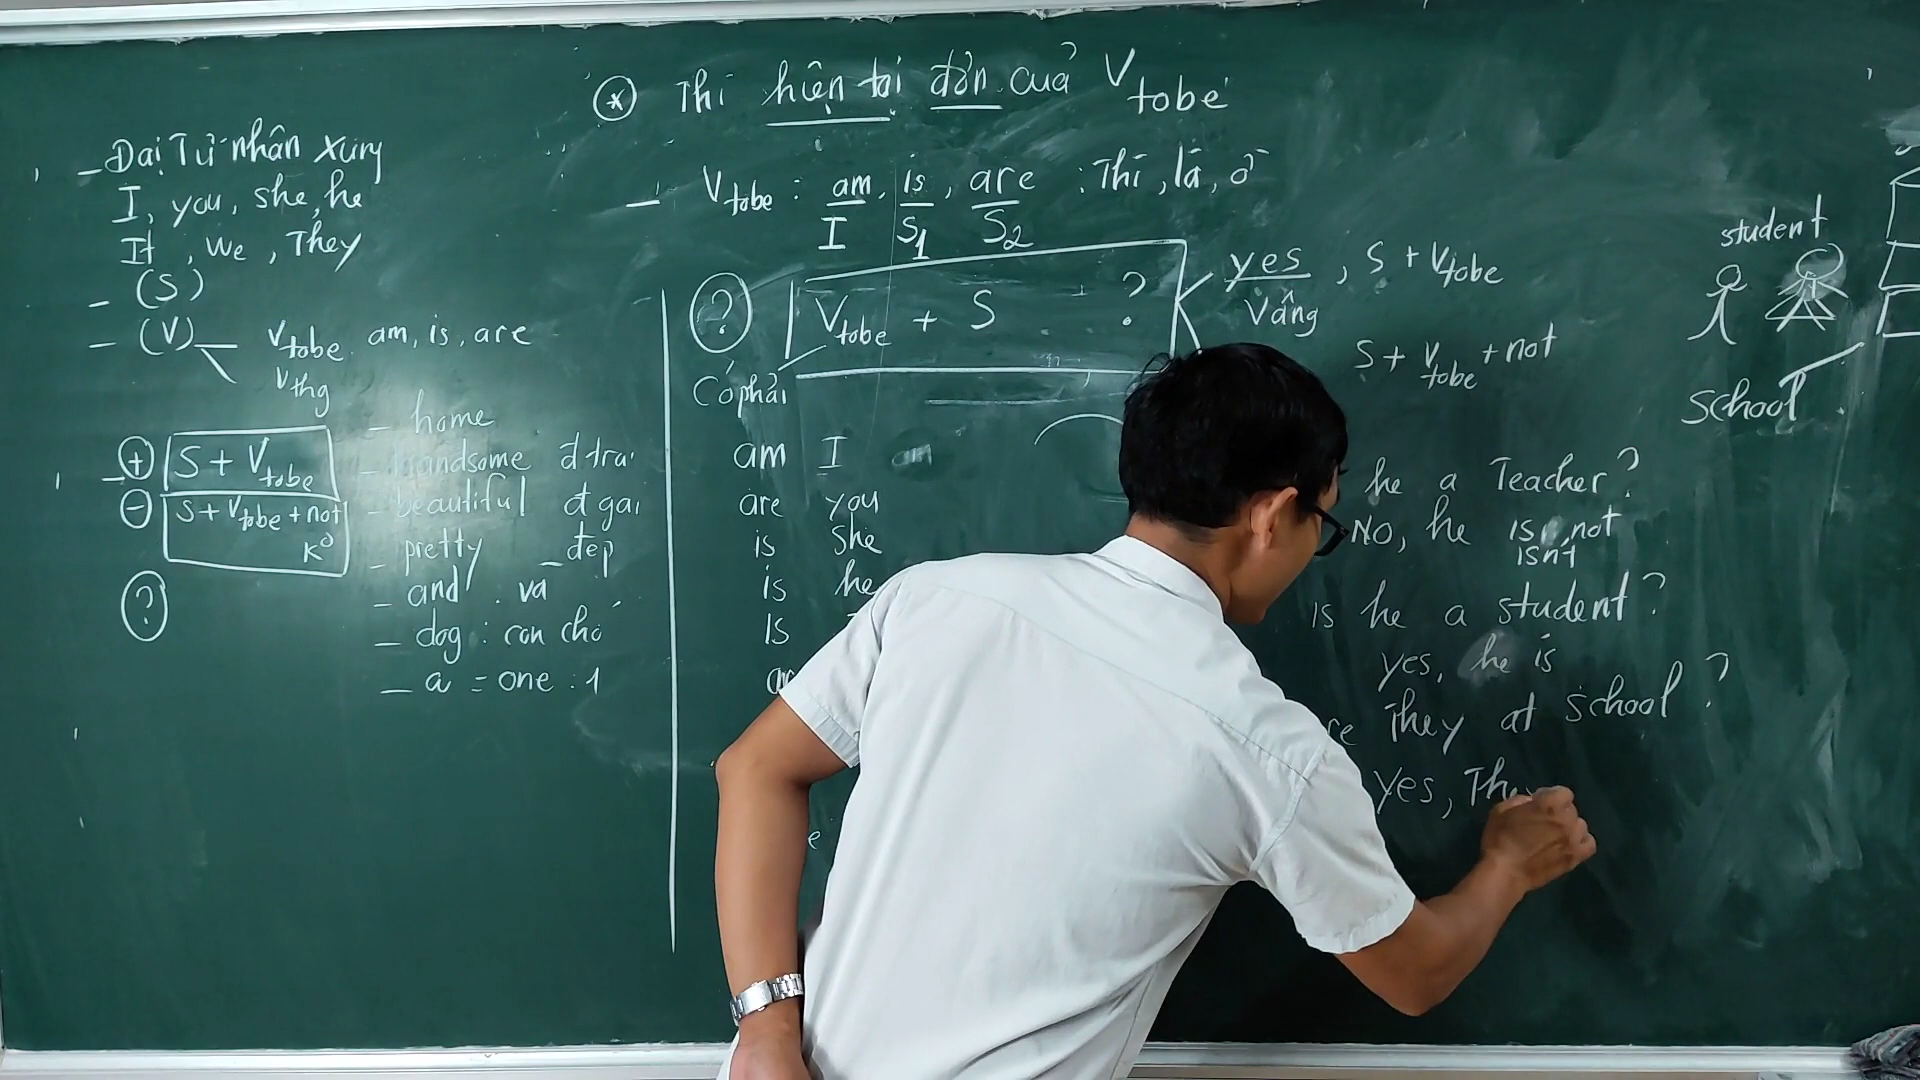 * Thì hiện tại đơn của Vtobe
- Đại Từ nhân xưng
I, you, she, he
It, we, They
- (S)
- (V) Vtobe am, is, are
Vthg
+ S + Vtobe
- S + Vtobe + not
K°
?
- home
- handsome đ trai
- beautiful đ gái
- pretty _ đẹp
- and . và
- dog : con chó
- a = one : 1
- Vtobe : am, is, are : Thì, là, ở
I S1 S2
? Vtobe + S ?
Có phải
yes, S + Vtobe
Vâng
S + Vtobe + not
am I am
are you
is She
is he
Is
e
he a Teacher?
No, he is not
isn't
Is he a student?
yes, he is
They at school?
yes, They
student
School